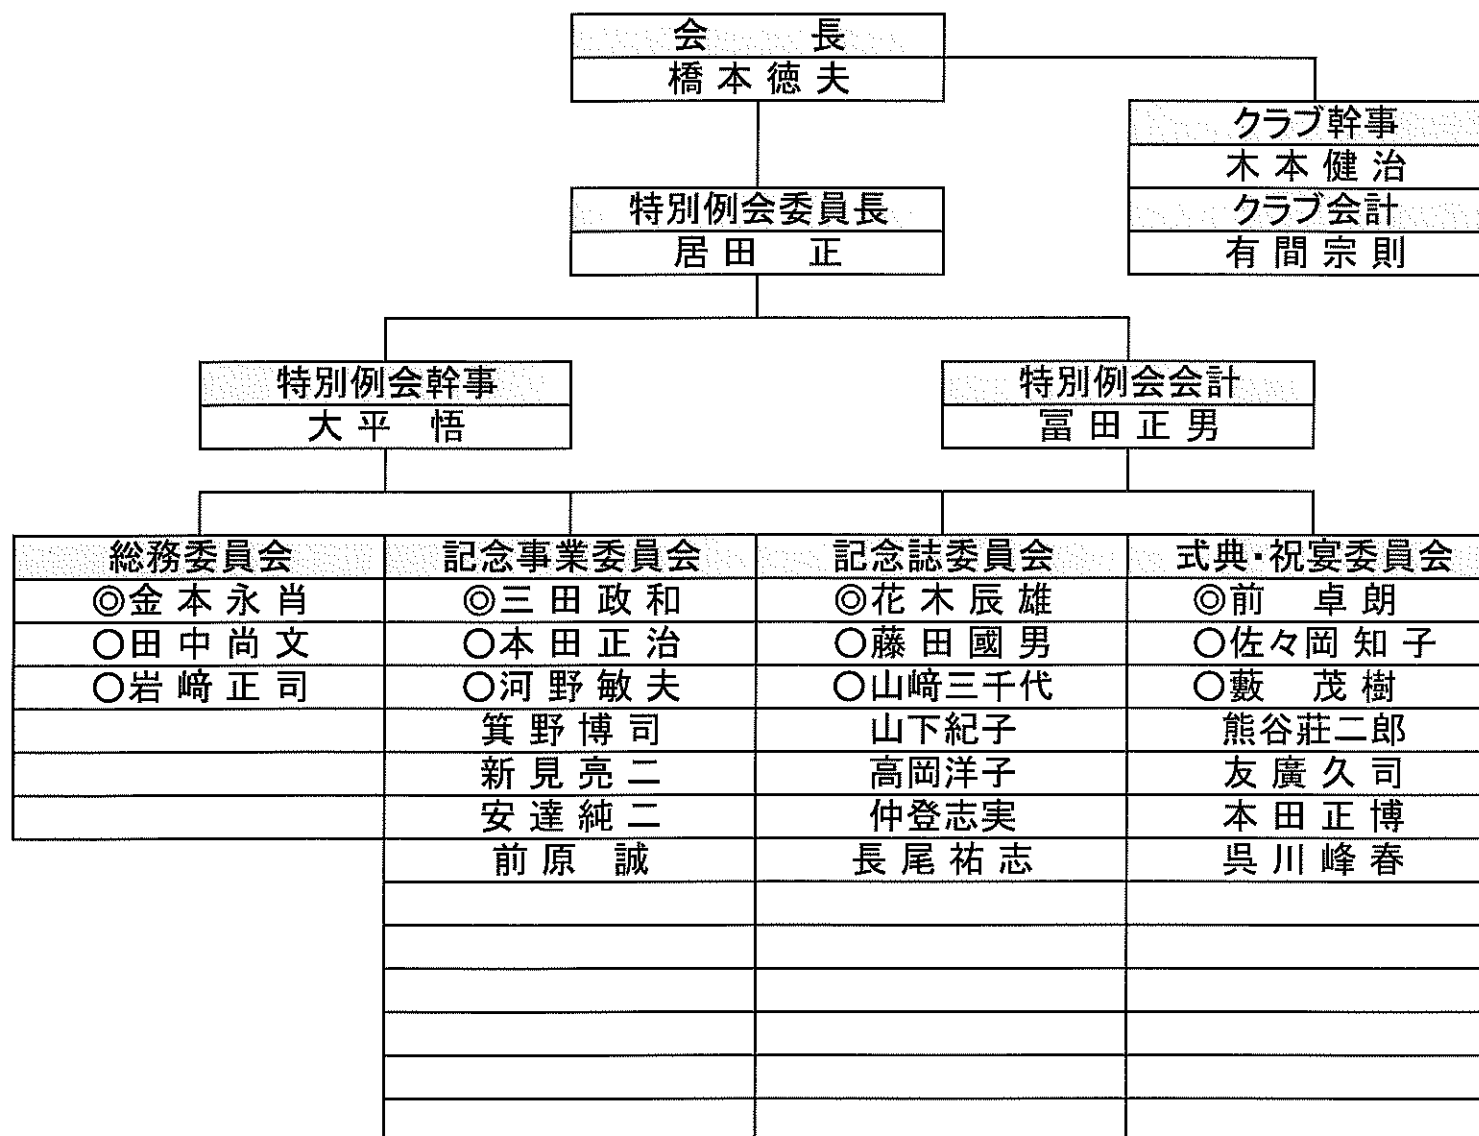 会 長
橋 本 徳 夫
クラブ幹事
木 本 健 治
クラブ会計
有 間 宗 則
特別例会委員長
居 田 正
特別例会幹事
大 平 悟
特別例会会計
冨 田 正 男
総務委員会
◎金 本 永 肖
○田 中 尚 文
○岩 﨑 正 司
記念事業委員会
◎三 田 政 和
○本 田 正 治
○河 野 敏 夫
箕 野 博 司
新 見 亮 二
安 達 純 二
前 原 誠
記念誌委員会
◎花 木 辰 雄
○藤 田 國 男
○山﨑三千代
山下紀子
高岡洋子
仲登志実
長 尾 祐 志
式典・祝宴委員会
◎前 卓 朗
○佐々岡 知 子
○藪 茂 樹
熊谷莊二郎
友 廣 久 司
本 田 正 博
呉 川 峰 春